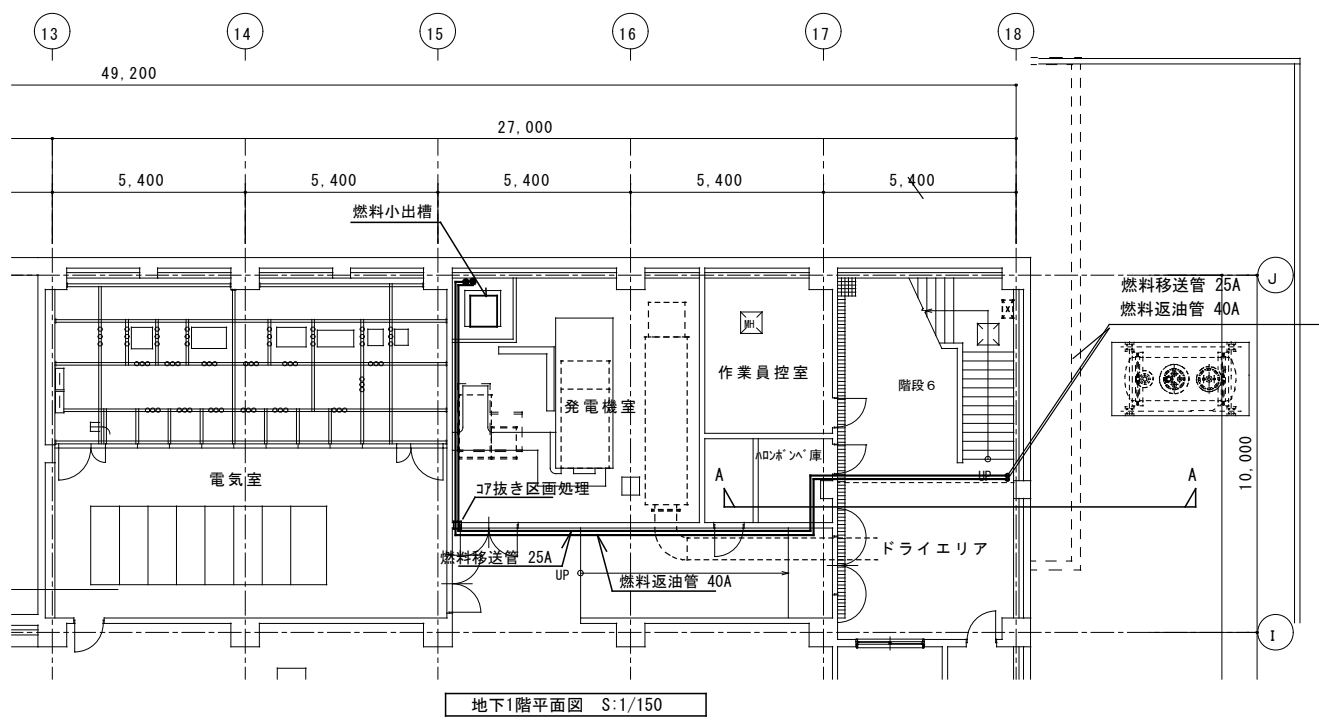 13
14
15
16
17
18
49,200
27,000
5,400
5,400
5,400
5,400
5,400
燃料小出槽
J
燃料移送管 25A
燃料返油管 40A
MH
作業員控室
階段6
発電機室
ﾊﾛﾝﾎﾞﾝﾍﾞ庫
電気室
A
UP
A
10,000
ｺｱ抜き区画処理
ドライエリア
燃料移送管 25A
UP
燃料返油管 40A
I
地下1階平面図 S:1/150